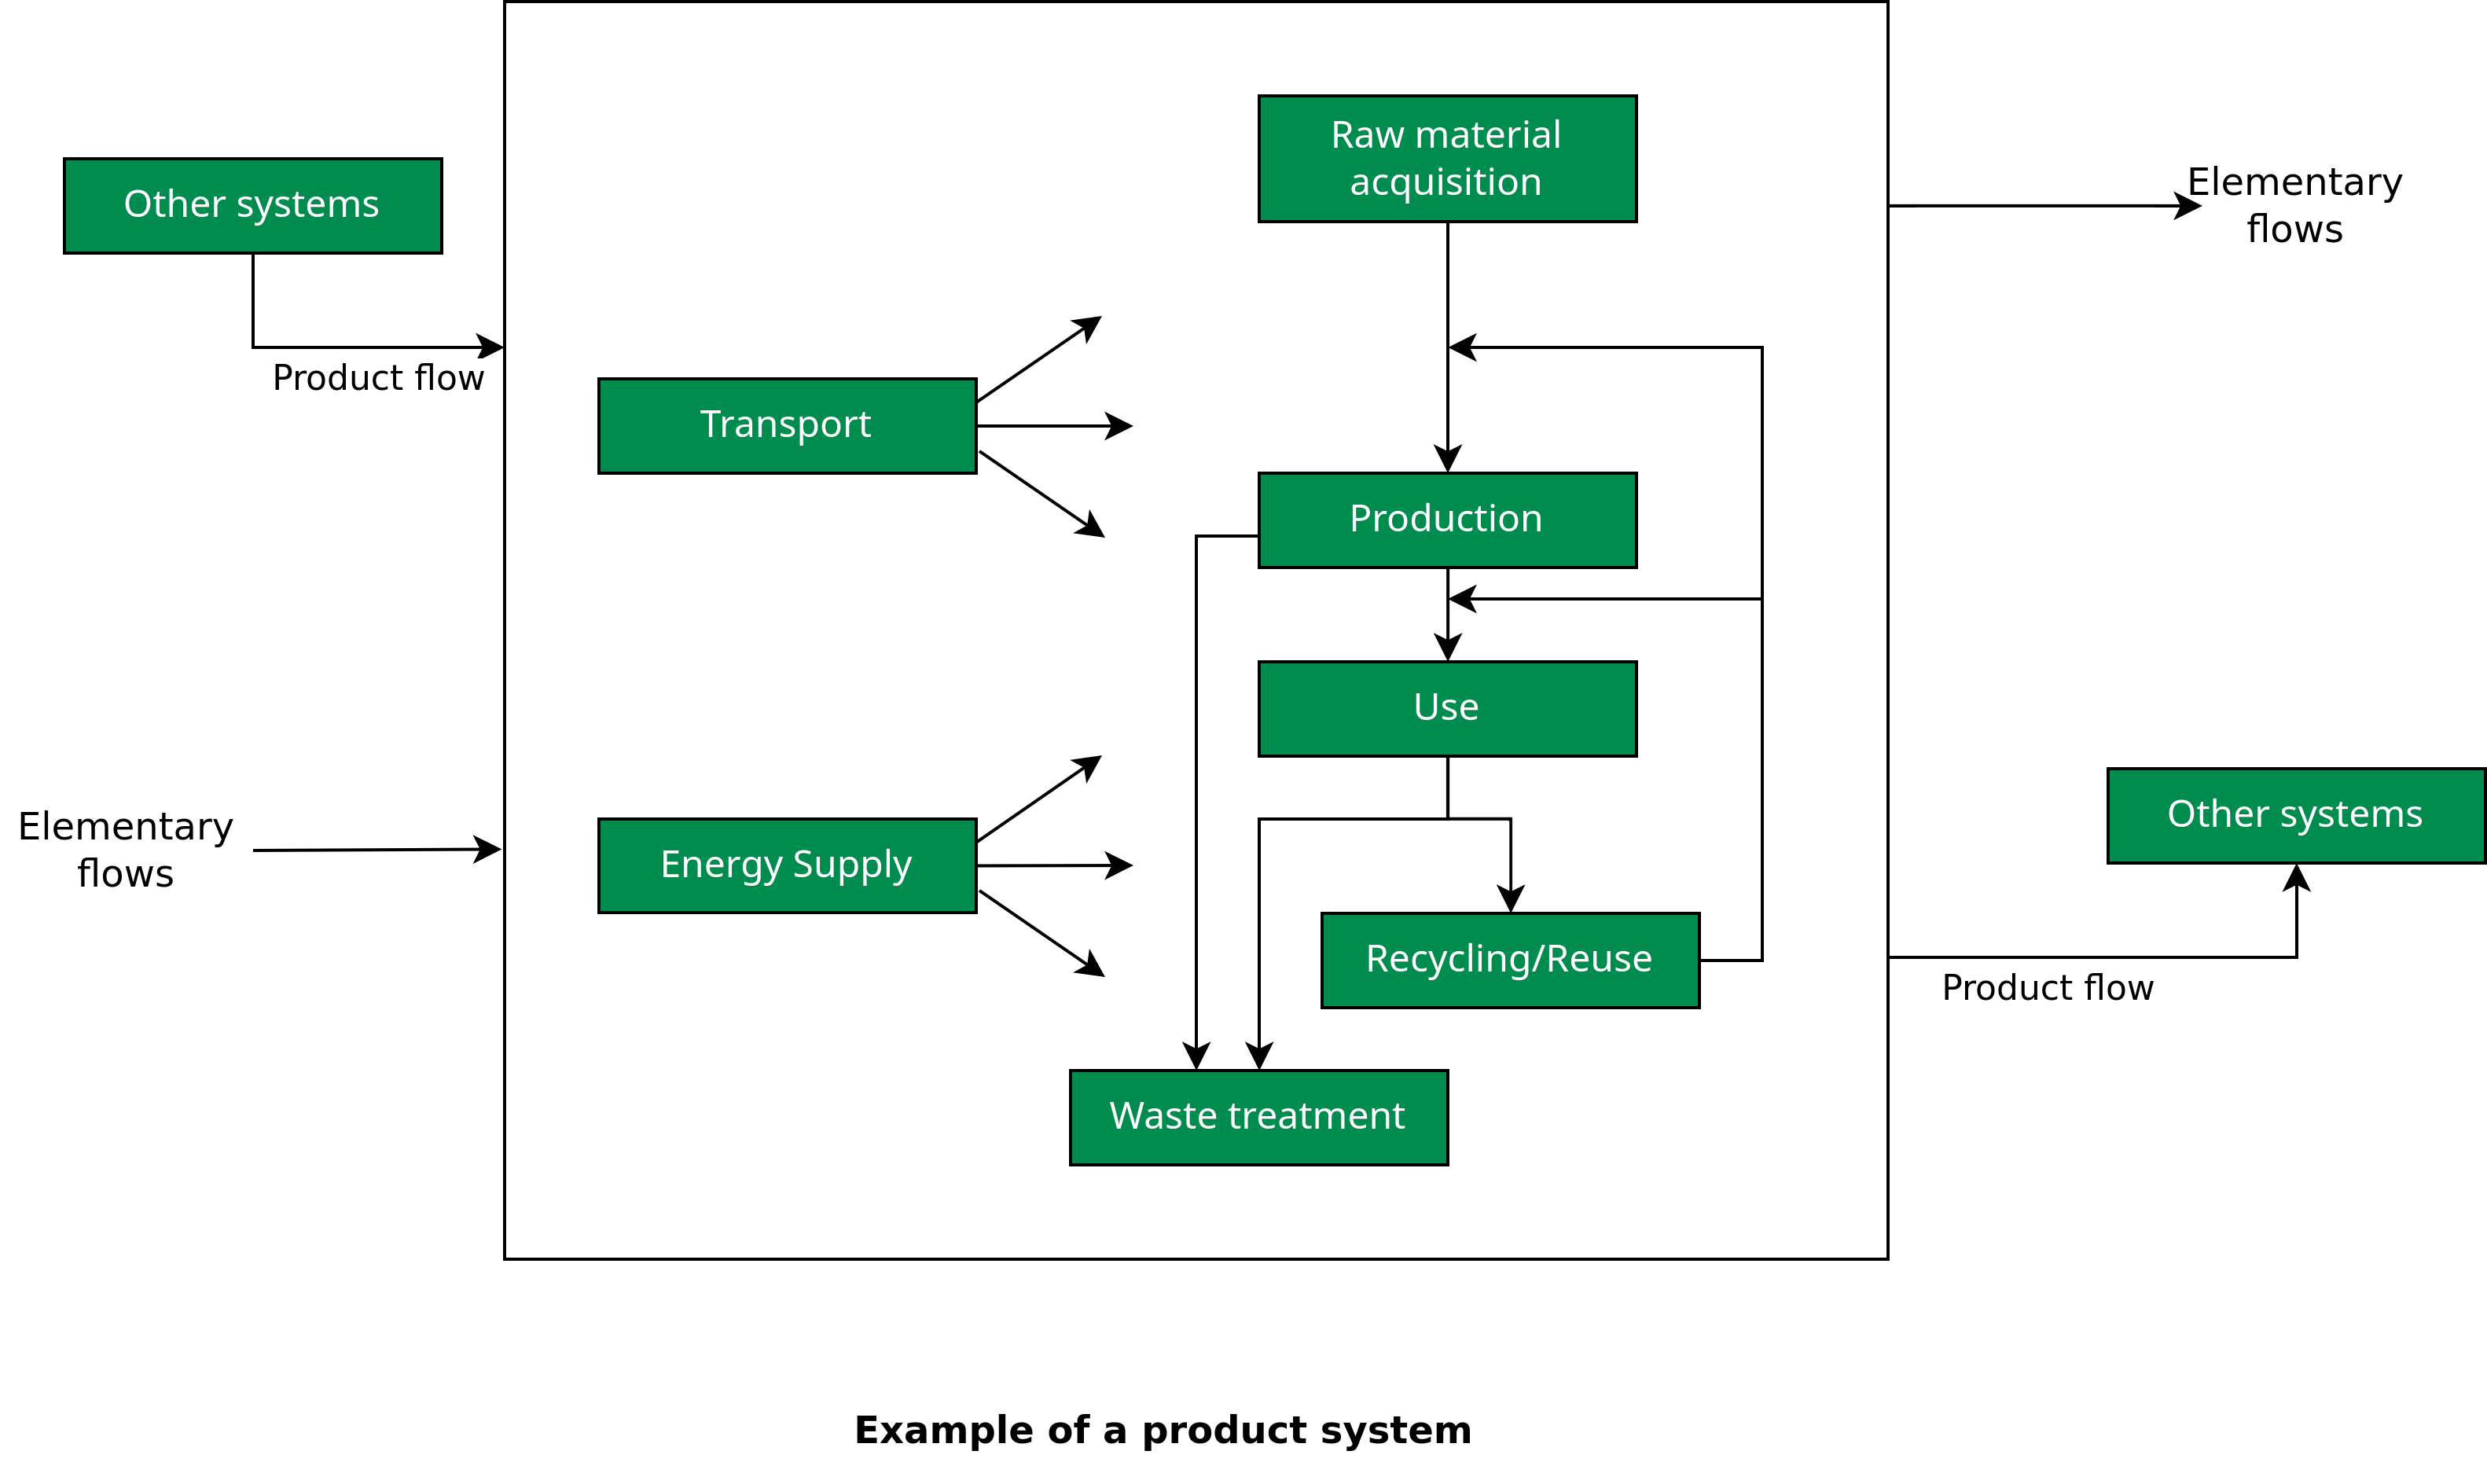 Raw material
acquisition
Other systems
Elementary
flows
Product flow
Transport
Production
Use
Elementary
flows
Energy Supply
Other systems
Recycling/Reuse
Product flow
Waste treatment
Example of a product system